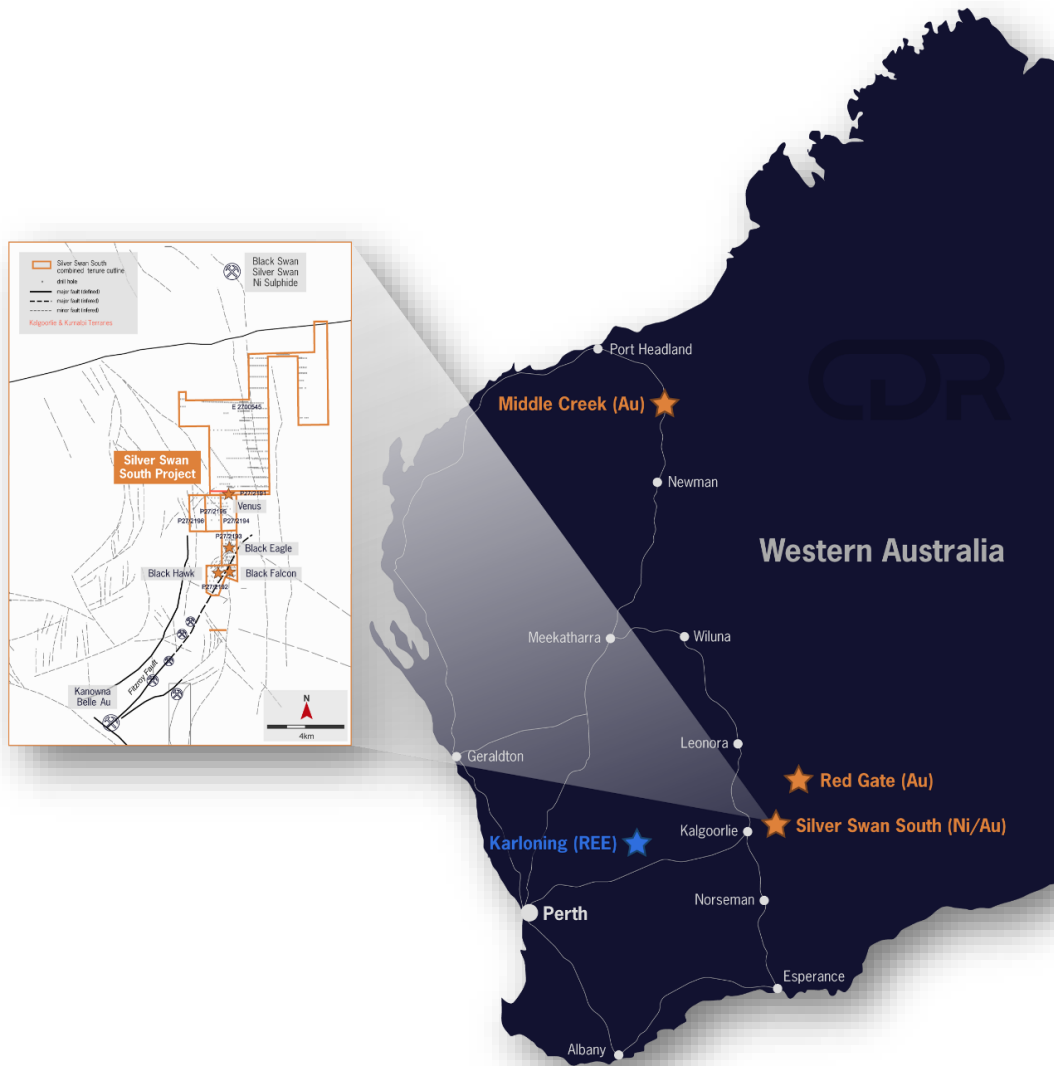 Silver Swan South
combined tenure outline
drill hole
major fault (defined)
major fault (inferred)
minor fault (inferred)
Kalgoorlie & Kurnalpi Terranes
Black Swan
Silver Swan
Ni Sulphide
E 2700545
Silver Swan
South Project
P27/2191
Venus
P27/2195
P27/2196
P27/2194
P27/2193
Black Eagle
Black Hawk
Black Falcon
P27/2192
Fitzroy Fault
Kanowna
Belle Au
N
4km
Port Headland
CDR
Middle Creek (Au)
Newman
Western Australia
Meekatharra
Wiluna
Leonora
Geraldton
Red Gate (Au)
Silver Swan South (Ni/Au)
Kalgoorlie
Karloning (REE)
Norseman
Perth
Esperance
Albany